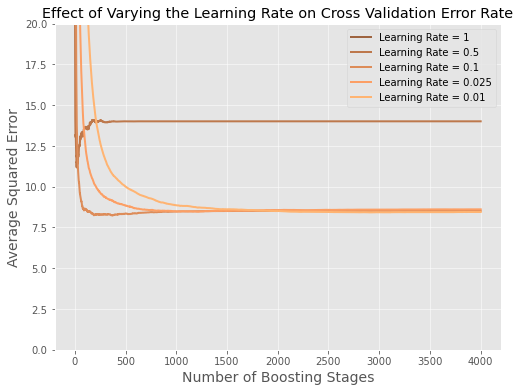 Effect of Varying the Learning Rate on Cross Validation Error Rate
Learning Rate = 1
Learning Rate = 0.5
Learning Rate = 0.1
Learning Rate = 0.025
Learning Rate = 0.01
Average Squared Error
20.0
17.5
15.0
12.5
10.0
7.5
5.0
2.5
0.0
0 500 1000 1500 2000 2500 3000 3500 4000
Number of Boosting Stages